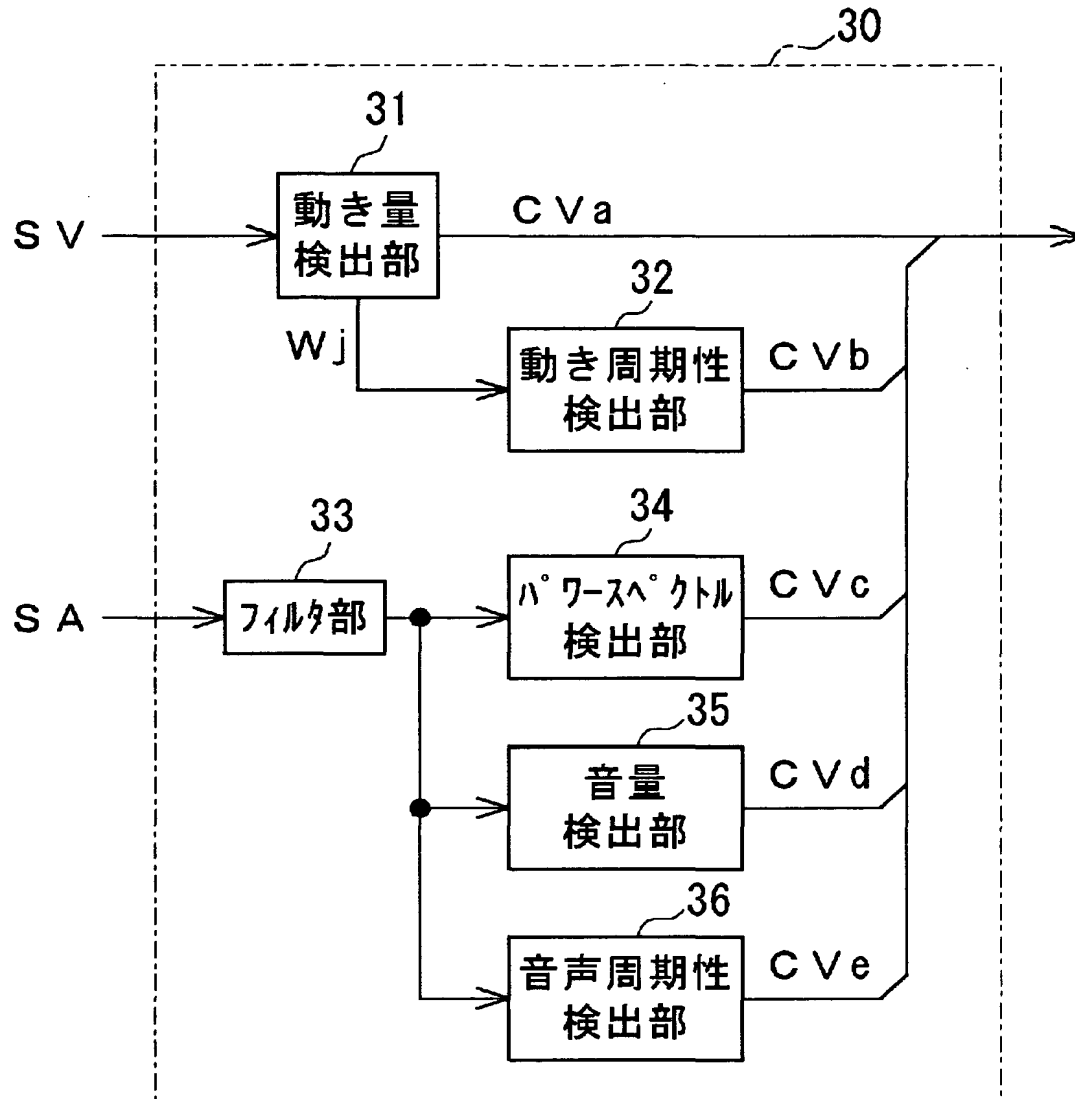 30
31
動き量
検出部
SV
CVa
Wj
32
動き周期性
検出部
CVb
33
フィルタ部
SA
34
パワースペクトル
検出部
CVc
35
音量
検出部
CVd
36
音声周期性
検出部
CVe